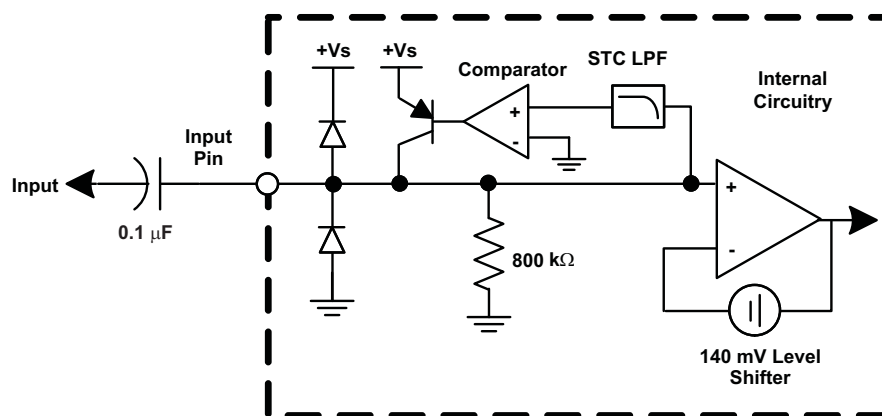 +Vs
+Vs
Comparator
STC LPF
Internal
Circuitry
+
-
Input
Pin
Input
0.1 μF
800 kΩ
+
-
140 mV Level
Shifter